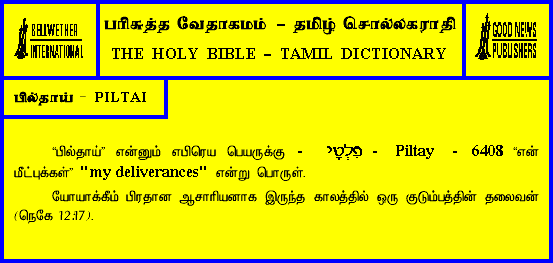 BELLWETHER
INTERNATIONAL
பரிசுத்த வேதாகமம் - தமிழ் சொல்லகராதி
THE HOLY BIBLE - TAMIL DICTIONARY
GOOD NEWS
PUBLISHERS
பில்தாய் - PILTAI
“பில்தாய்” என்னும் எபிரெய பெயருக்கு - פִּלְטָי - Piltay - 6408 “என்
மீட்புக்கள்” "my deliverances" என்று பொருள்.
யோயாக்கீம் பிரதான ஆசாரியனாக இருந்த காலத்தில் ஒரு குடும்பத்தின் தலைவன்
(நெகே 12:17).